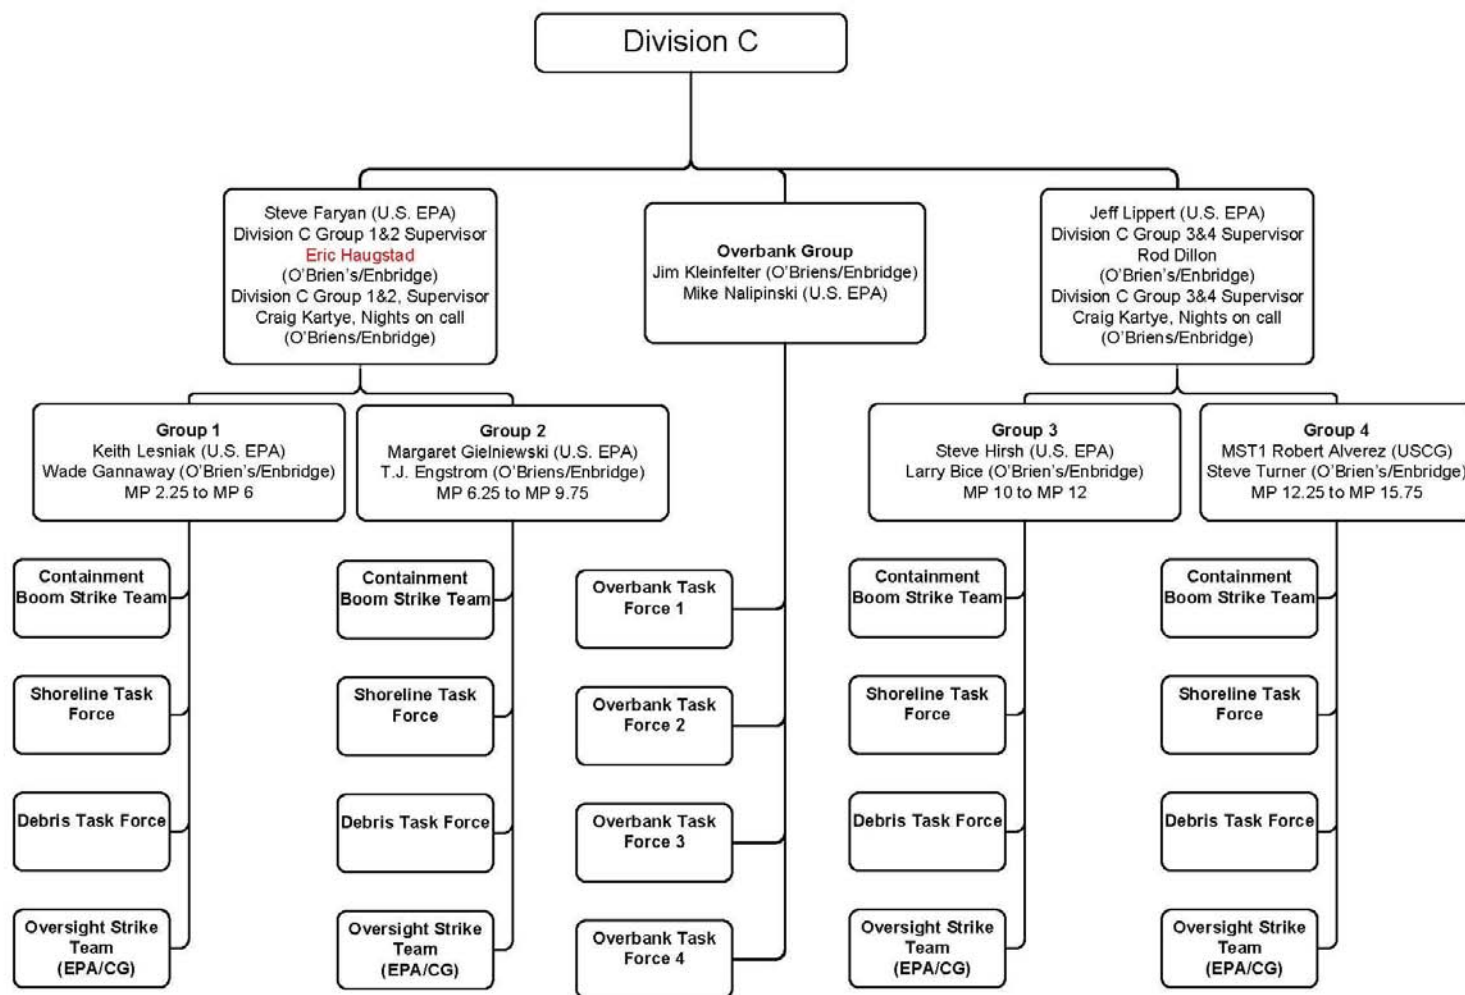 Division C
Steve Faryan (U.S. EPA)
Division C Group 1&2 Supervisor
Eric Haugstad
(O'Brien's/Enbridge)
Division C Group 1&2, Supervisor
Craig Kartye, Nights on call
(O'Briens/Enbridge)
Overbank Group
Jim Kleinfelter (O'Briens/Enbridge)
Mike Nalipinski (U.S. EPA)
Jeff Lippert (U.S. EPA)
Division C Group 3&4 Supervisor
Rod Dillon
(O'Brien's/Enbridge)
Division C Group 3&4 Supervisor
Craig Kartye, Nights on call
(O'Briens/Enbridge)
Group 1
Keith Lesniak (U.S. EPA)
Wade Gannaway (O'Brien's/Enbridge)
MP 2.25 to MP 6
Group 2
Margaret Gielniewski (U.S. EPA)
T.J. Engstrom (O'Briens/Enbridge)
MP 6.25 to MP 9.75
Group 3
Steve Hirsh (U.S. EPA)
Larry Bice (O'Brien's/Enbridge)
MP 10 to MP 12
Group 4
MST1 Robert Alverez (USCG)
Steve Turner (O'Brien's/Enbridge)
MP 12.25 to MP 15.75
Containment
Boom Strike Team
Shoreline Task
Force
Debris Task Force
Oversight Strike
Team
(EPA/CG)
Containment
Boom Strike Team
Shoreline Task
Force
Debris Task Force
Oversight Strike
Team
(EPA/CG)
Overbank Task
Force 1
Overbank Task
Force 2
Overbank Task
Force 3
Overbank Task
Force 4
Containment
Boom Strike Team
Shoreline Task
Force
Debris Task Force
Oversight Strike
Team
(EPA/CG)
Containment
Boom Strike Team
Shoreline Task
Force
Debris Task Force
Oversight Strike
Team
(EPA/CG)